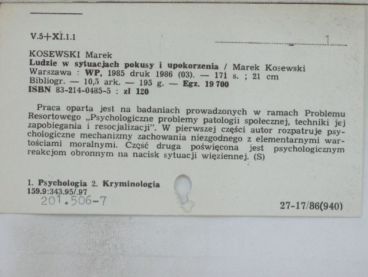 V.5+XI.1.1
1
KOSEWSKI Marek
Ludzie w sytuacjach pokusy i upokorzenia / Marek Kosewski
Warszawa : WP, 1985 druk 1986 (03). — 171 s. ; 21 cm
Bibliogr. — 10,5 ark. — 195 g. — Egz. 19 700
ISBN 83-214-0485-5 : zł 120
Praca oparta jest na badaniach prowadzonych w ramach Problemu
Resortowego „Psychologiczne problemy patologii społecznej, techniki jej
zapobiegania i resocjalizacji". W pierwszej części autor rozpatruje psy-
chologiczne mechanizmy zachowania niezgodnego z elementarnymi war-
tościami moralnymi. Część druga poświęcona jest psychologicznym
reakcjom obronnym na nacisk sytuacji więziennej. (S)
1. Psychologia 2. Kryminologia
159.9:343.95/.97
201.506-7
27-17/86(940)